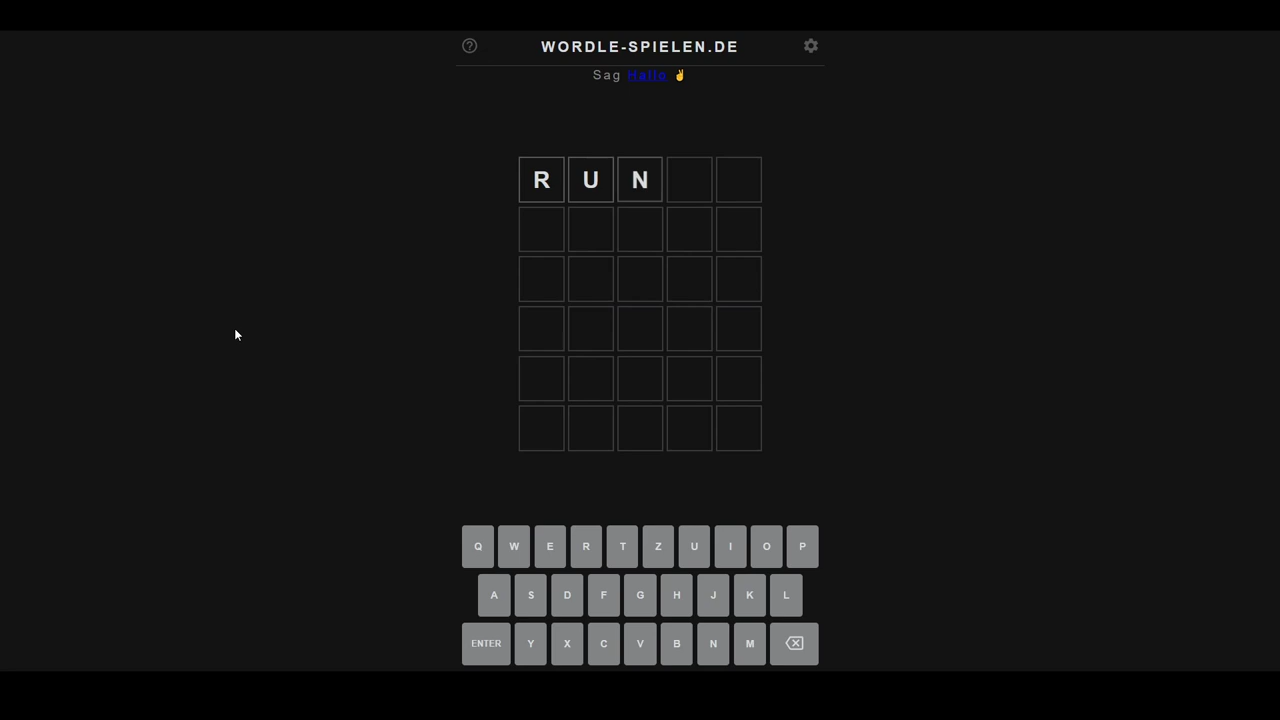 WORDLE-SPIELEN.DE
Sag Hallo ✌
R U N
Q W E R T Z U I O P
A S D F G H J K L
ENTER Y X C V B N M